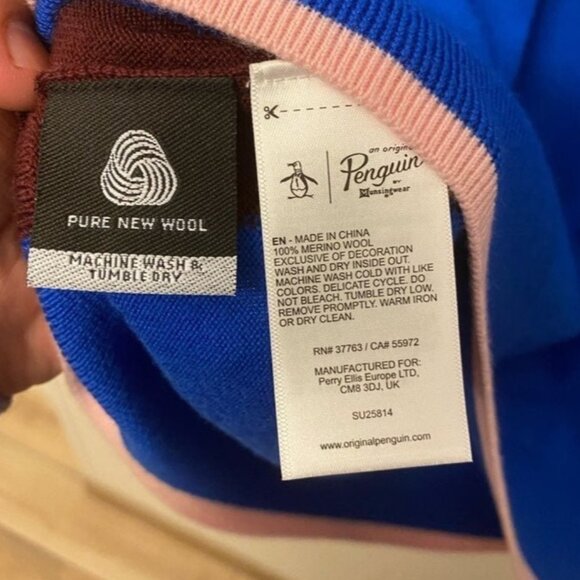 PURE NEW WOOL
MACHINE WASH &
TUMBLE DRY
an original
Penguin
BY
Munsingwear
EN - MADE IN CHINA
100% MERINO WOOL
EXCLUSIVE OF DECORATION
WASH AND DRY INSIDE OUT.
MACHINE WASH COLD WITH LIKE
COLORS. DELICATE CYCLE. DO
NOT BLEACH. TUMBLE DRY LOW.
REMOVE PROMPTLY. WARM IRON
OR DRY CLEAN.
RN# 37763 / CA# 55972
MANUFACTURED FOR:
Perry Ellis Europe LTD,
CM8 3DJ, UK
SU25814
www.originalpenguin.com